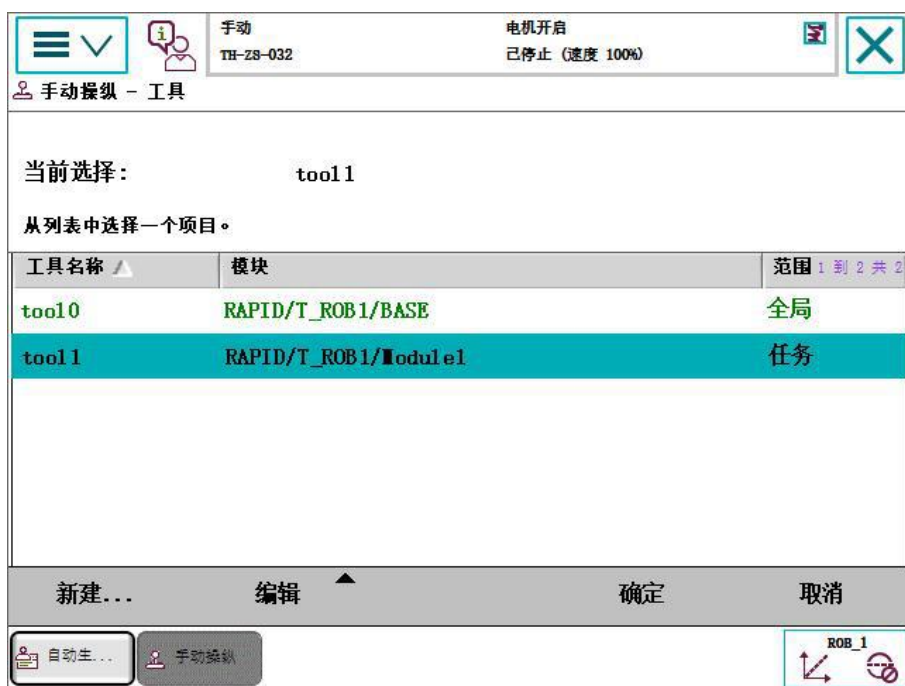 手动
电机开启
TH-ZS-032
已停止 (速度 100%)
手动操纵 - 工具
当前选择: tool1
从列表中选择一个项目。
工具名称 模块 范围 1 到 2 共 2
tool0 RAPID/T_ROB1/BASE 全局
tool1 RAPID/T_ROB1/Module1 任务
新建... 编辑 确定 取消
自动生... 手动操纵 ROB_1